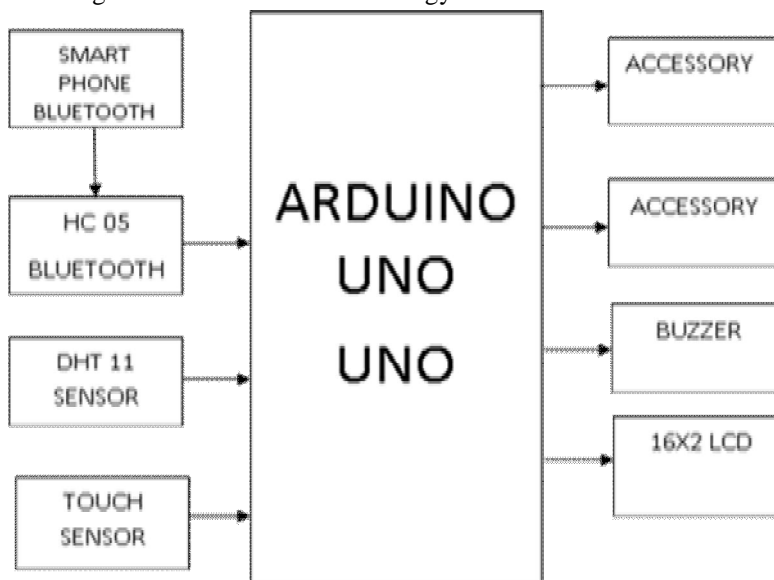 SMART
PHONE
BLUETOOTH
HC 05
BLUETOOTH
DHT 11
SENSOR
TOUCH
SENSOR
ARDUINO
UNO
UNO
ACCESSORY
ACCESSORY
BUZZER
16X2 LCD